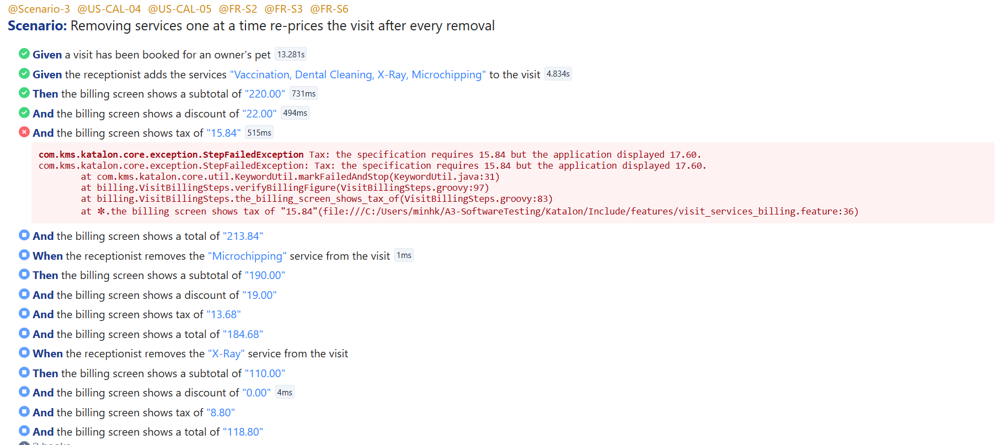 @Scenario-3 @US-CAL-04 @US-CAL-05 @FR-S2 @FR-S3 @FR-S6
Scenario: Removing services one at a time re-prices the visit after every removal
Given a visit has been booked for an owner's pet 13.281s
Given the receptionist adds the services "Vaccination, Dental Cleaning, X-Ray, Microchipping" to the visit 4.834s
Then the billing screen shows a subtotal of "220.00" 731ms
And the billing screen shows a discount of "22.00" 494ms
And the billing screen shows tax of "15.84" 515ms
com.kms.katalon.core.exception.StepFailedException Tax: the specification requires 15.84 but the application displayed 17.60.
com.kms.katalon.core.exception.StepFailedException: Tax: the specification requires 15.84 but the application displayed 17.60.
at com.kms.katalon.core.util.KeywordUtil.markFailedAndStop(KeywordUtil.java:31)
at billing.VisitBillingSteps.verifyBillingFigure(VisitBillingSteps.groovy:97)
at billing.VisitBillingSteps.the_billing_screen_shows_tax_of(VisitBillingSteps.groovy:83)
at ✻.the billing screen shows tax of "15.84"(file:///C:/Users/minhk/A3-SoftwareTesting/Katalon/Include/features/visit_services_billing.feature:36)
And the billing screen shows a total of "213.84"
When the receptionist removes the "Microchipping" service from the visit 1ms
Then the billing screen shows a subtotal of "190.00"
And the billing screen shows a discount of "19.00"
And the billing screen shows tax of "13.68"
And the billing screen shows a total of "184.68"
When the receptionist removes the "X-Ray" service from the visit
Then the billing screen shows a subtotal of "110.00"
And the billing screen shows a discount of "0.00" 4ms
And the billing screen shows tax of "8.80"
And the billing screen shows a total of "118.80"